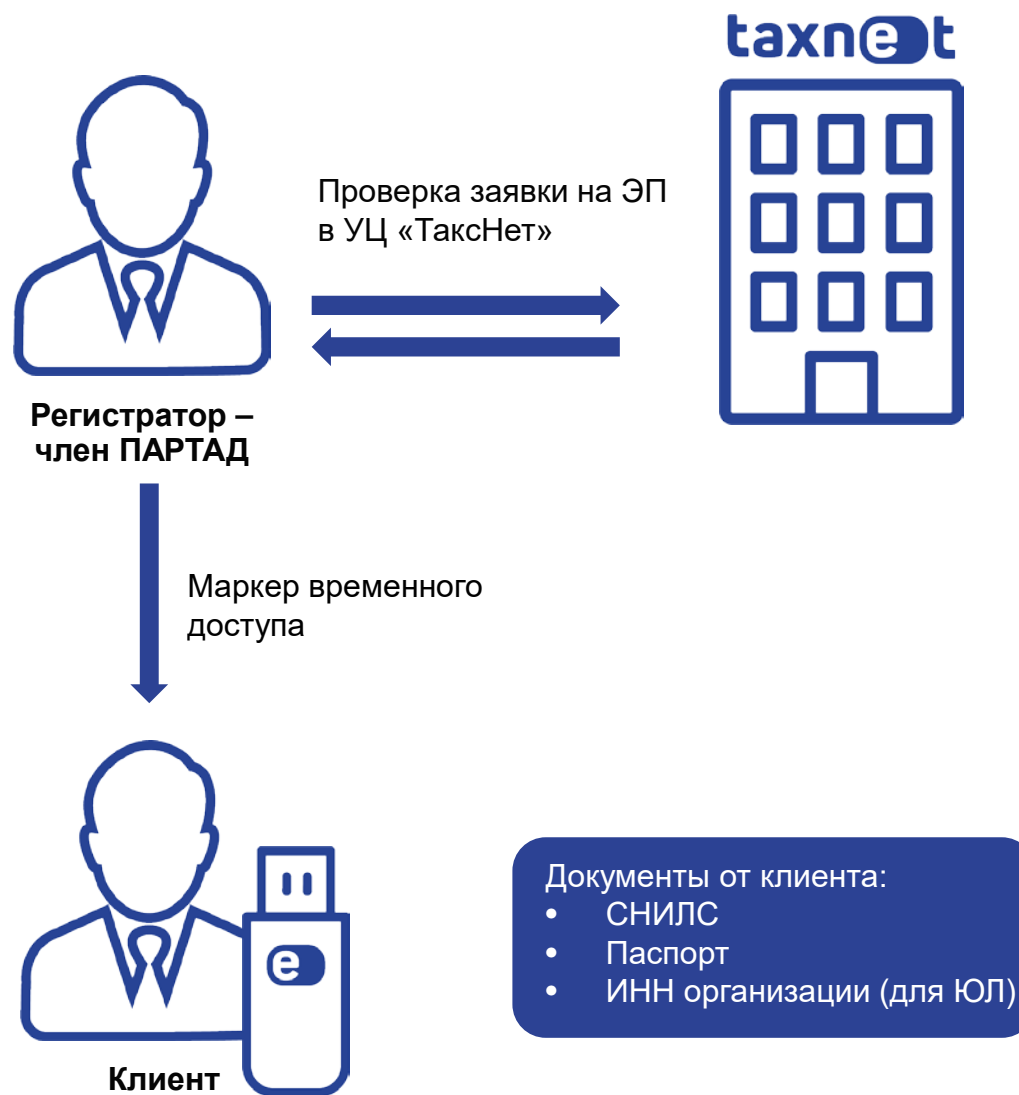 taxnet
Проверка заявки на ЭП
в УЦ «ТаксНет»
Регистратор –
член ПАРТАД
Маркер временного
доступа
e
Документы от клиента:
• СНИЛС
• Паспорт
• ИНН организации (для ЮЛ)
Клиент